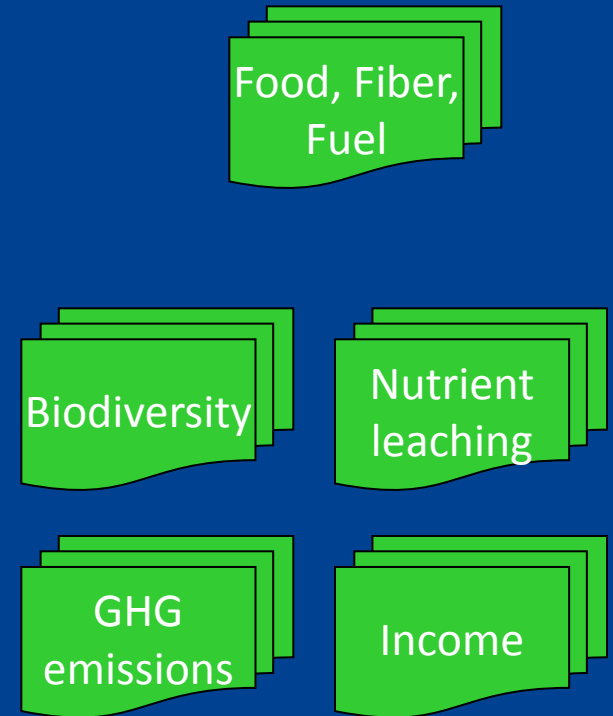 Food, Fiber,
Fuel
Biodiversity
Nutrient
leaching
GHG
emissions
Income